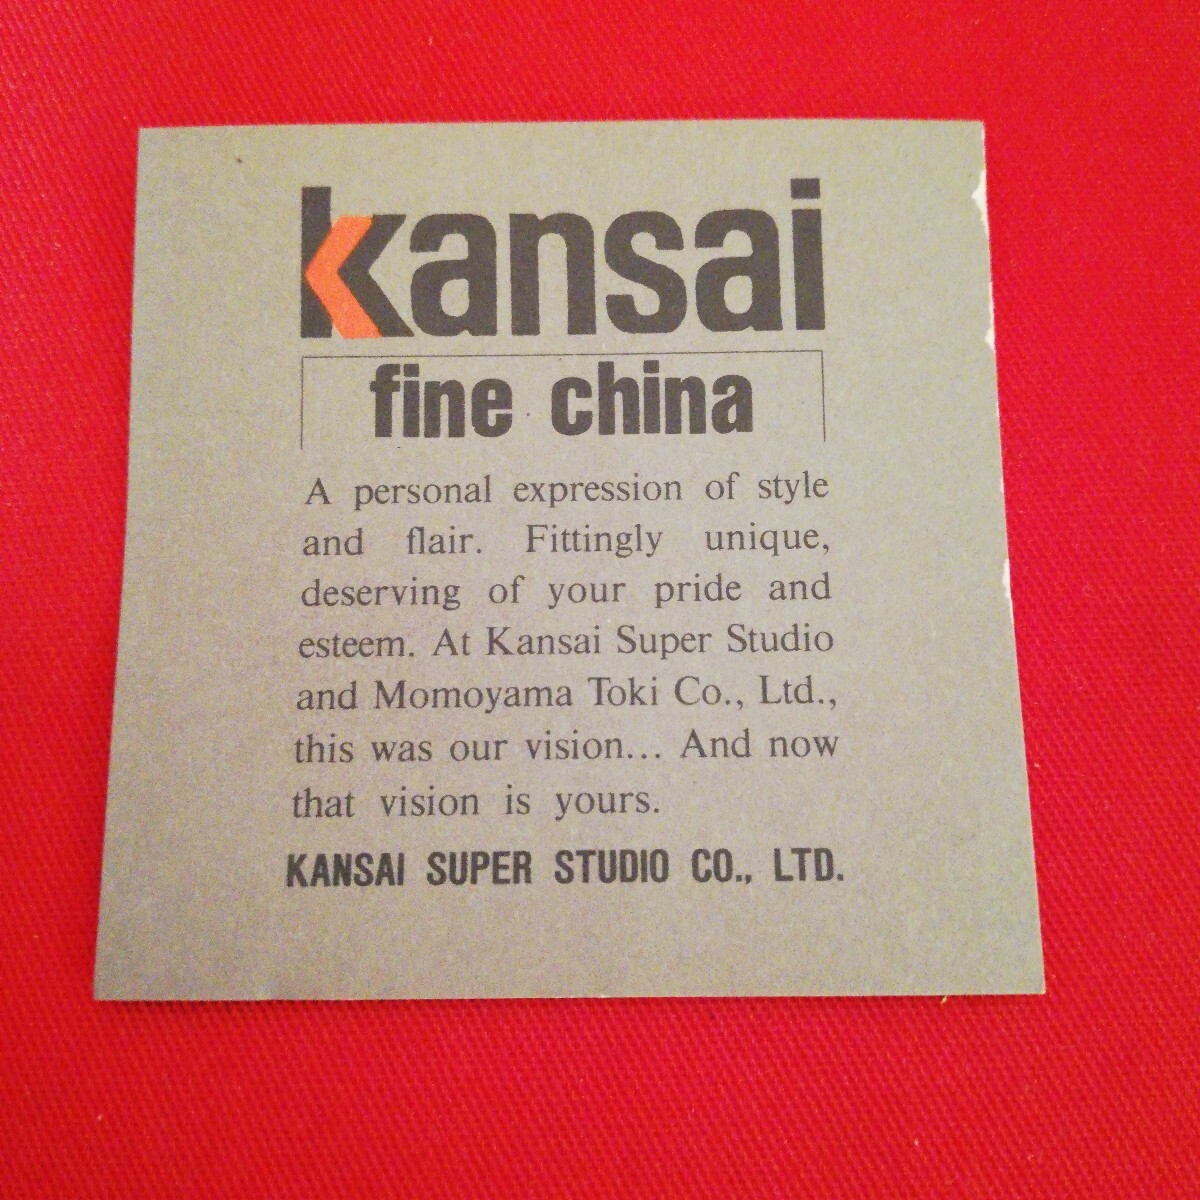 kansai
fine china
A personal expression of style
and flair. Fittingly unique,
deserving of your pride and
esteem. At Kansai Super Studio
and Momoyama Toki Co., Ltd.,
this was our vision... And now
that vision is yours.
KANSAI SUPER STUDIO CO., LTD.